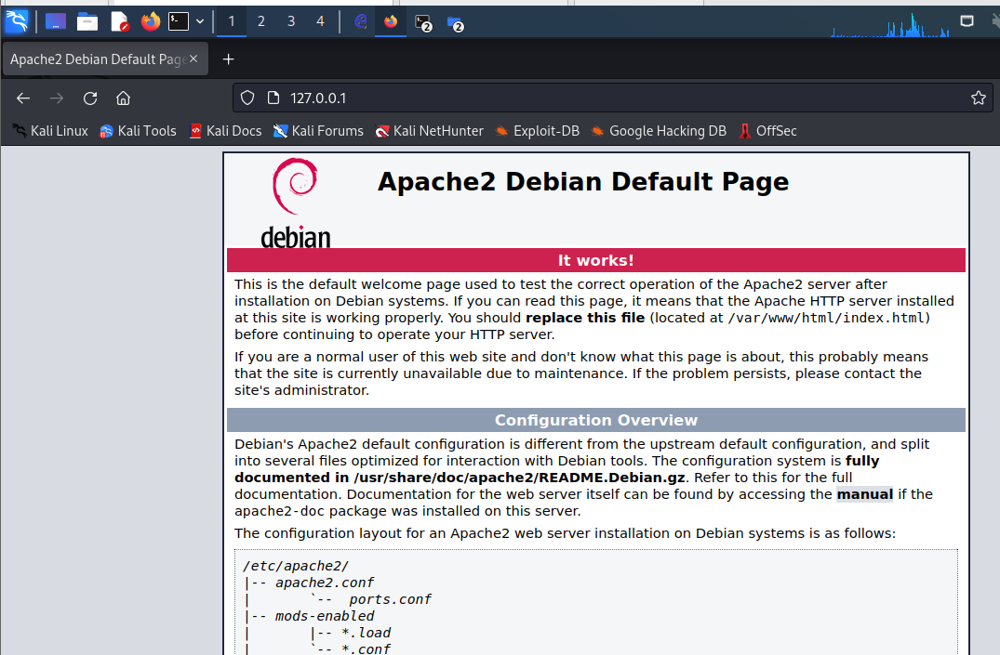 1 2 3 4 2 2
Apache2 Debian Default Page
127.0.0.1
Kali Linux Kali Tools Kali Docs Kali Forums Kali NetHunter Exploit-DB Google Hacking DB OffSec
debian
Apache2 Debian Default Page
It works!
This is the default welcome page used to test the correct operation of the Apache2 server after
installation on Debian systems. If you can read this page, it means that the Apache HTTP server installed
at this site is working properly. You should replace this file (located at /var/www/html/index.html)
before continuing to operate your HTTP server.
If you are a normal user of this web site and don't know what this page is about, this probably means
that the site is currently unavailable due to maintenance. If the problem persists, please contact the
site's administrator.
Configuration Overview
Debian's Apache2 default configuration is different from the upstream default configuration, and split
into several files optimized for interaction with Debian tools. The configuration system is fully
documented in /usr/share/doc/apache2/README.Debian.gz. Refer to this for the full
documentation. Documentation for the web server itself can be found by accessing the manual if the
apache2-doc package was installed on this server.
The configuration layout for an Apache2 web server installation on Debian systems is as follows:
/etc/apache2/
|-- apache2.conf
|       `--  ports.conf
|-- mods-enabled
|       |-- *.load
|       `-- *.conf